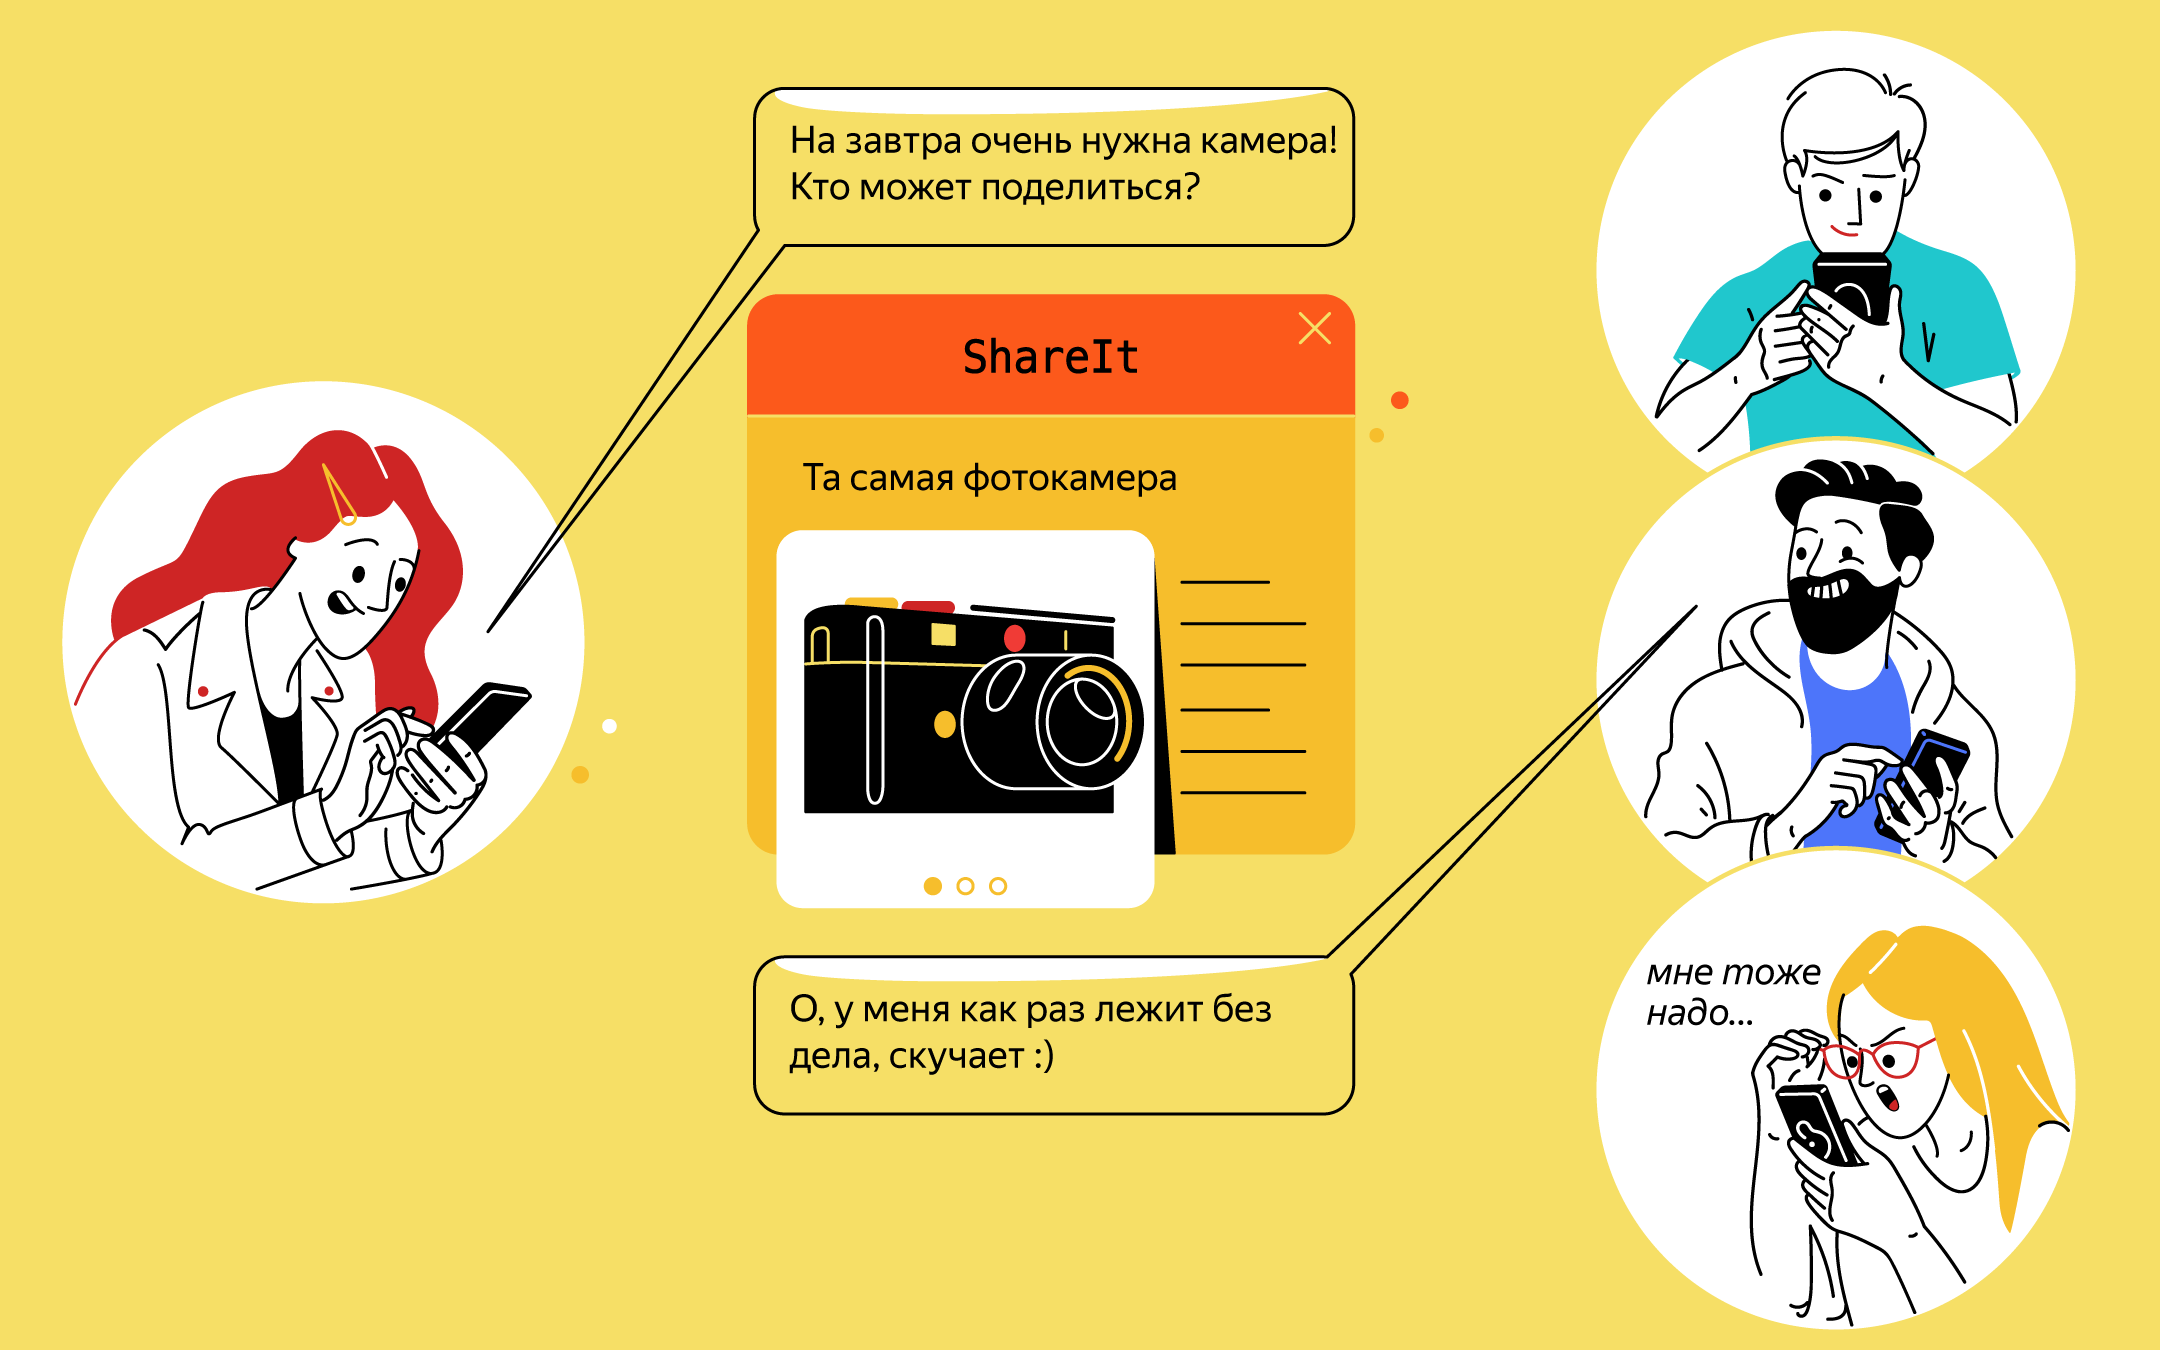 На завтра очень нужна камера!
Кто может поделиться?
ShareIt
Та самая фотокамера
О, у меня как раз лежит без
дела, скучает :)
мне тоже
надо...